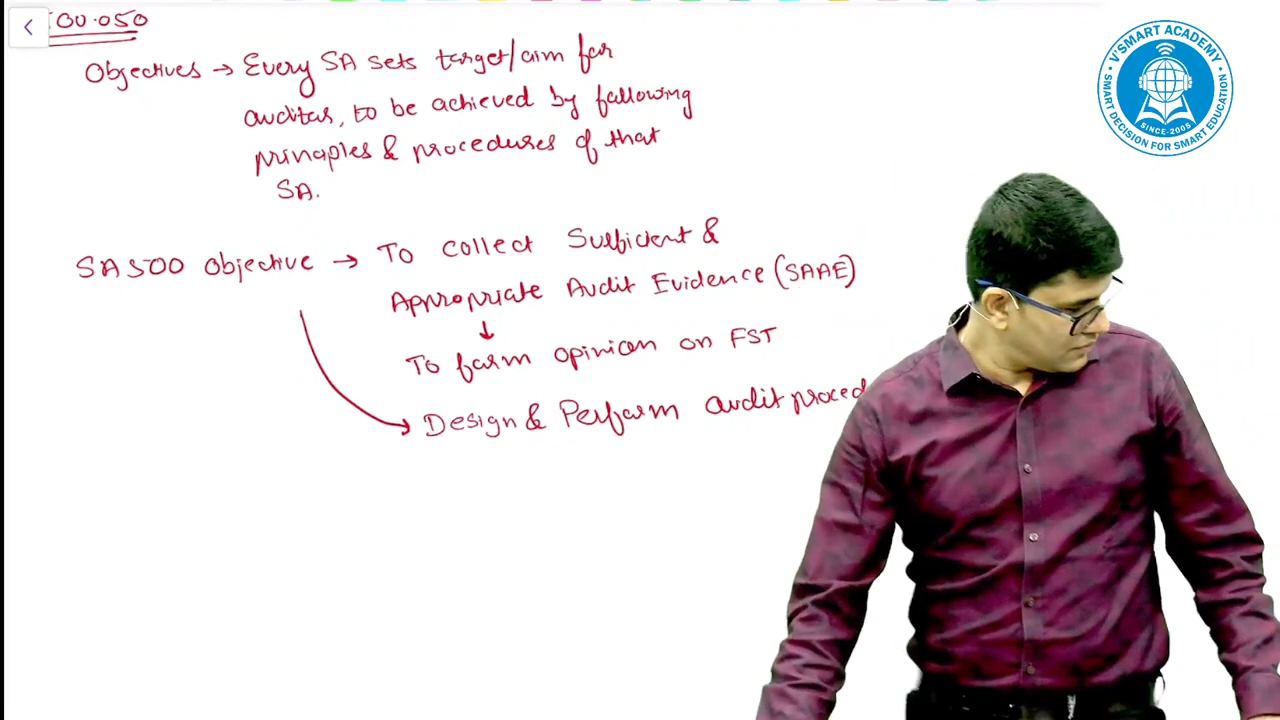 00.050
Objectives → Every SA sets target/aim for
auditors, to be achieved by following
prinaples & procedures of that
SA.
SA 500 Objective → To collect Sufficient &
Appropriate Audit Evidence (SAAE)
↓
To form opinion on FST
→ Design & Perform audit proced
V'SMART ACADEMY
SINCE-2005
SMART DECISION FOR SMART EDUCATION